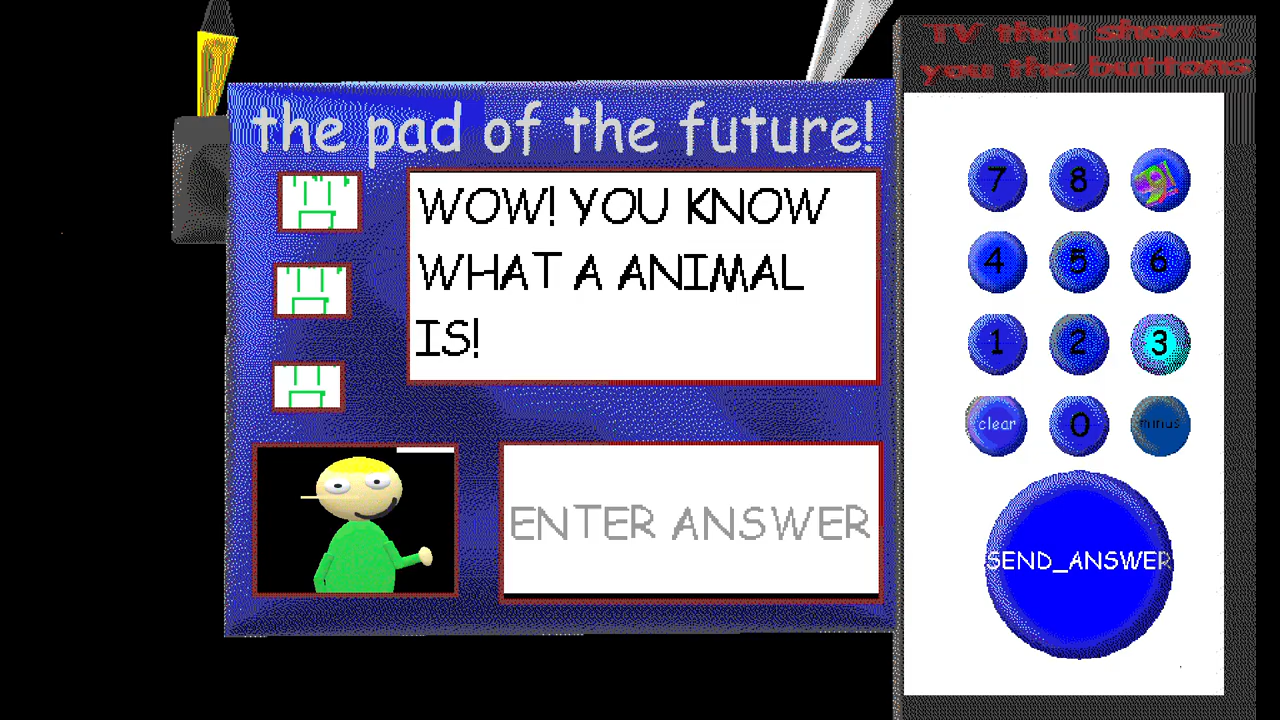 TV that shows
you the buttons
the pad of the future!
WOW! YOU KNOW
WHAT A ANIMAL
IS!
ENTER ANSWER
7 8 9
4 5 6
1 2 3
clear 0 minus
SEND_ANSWER